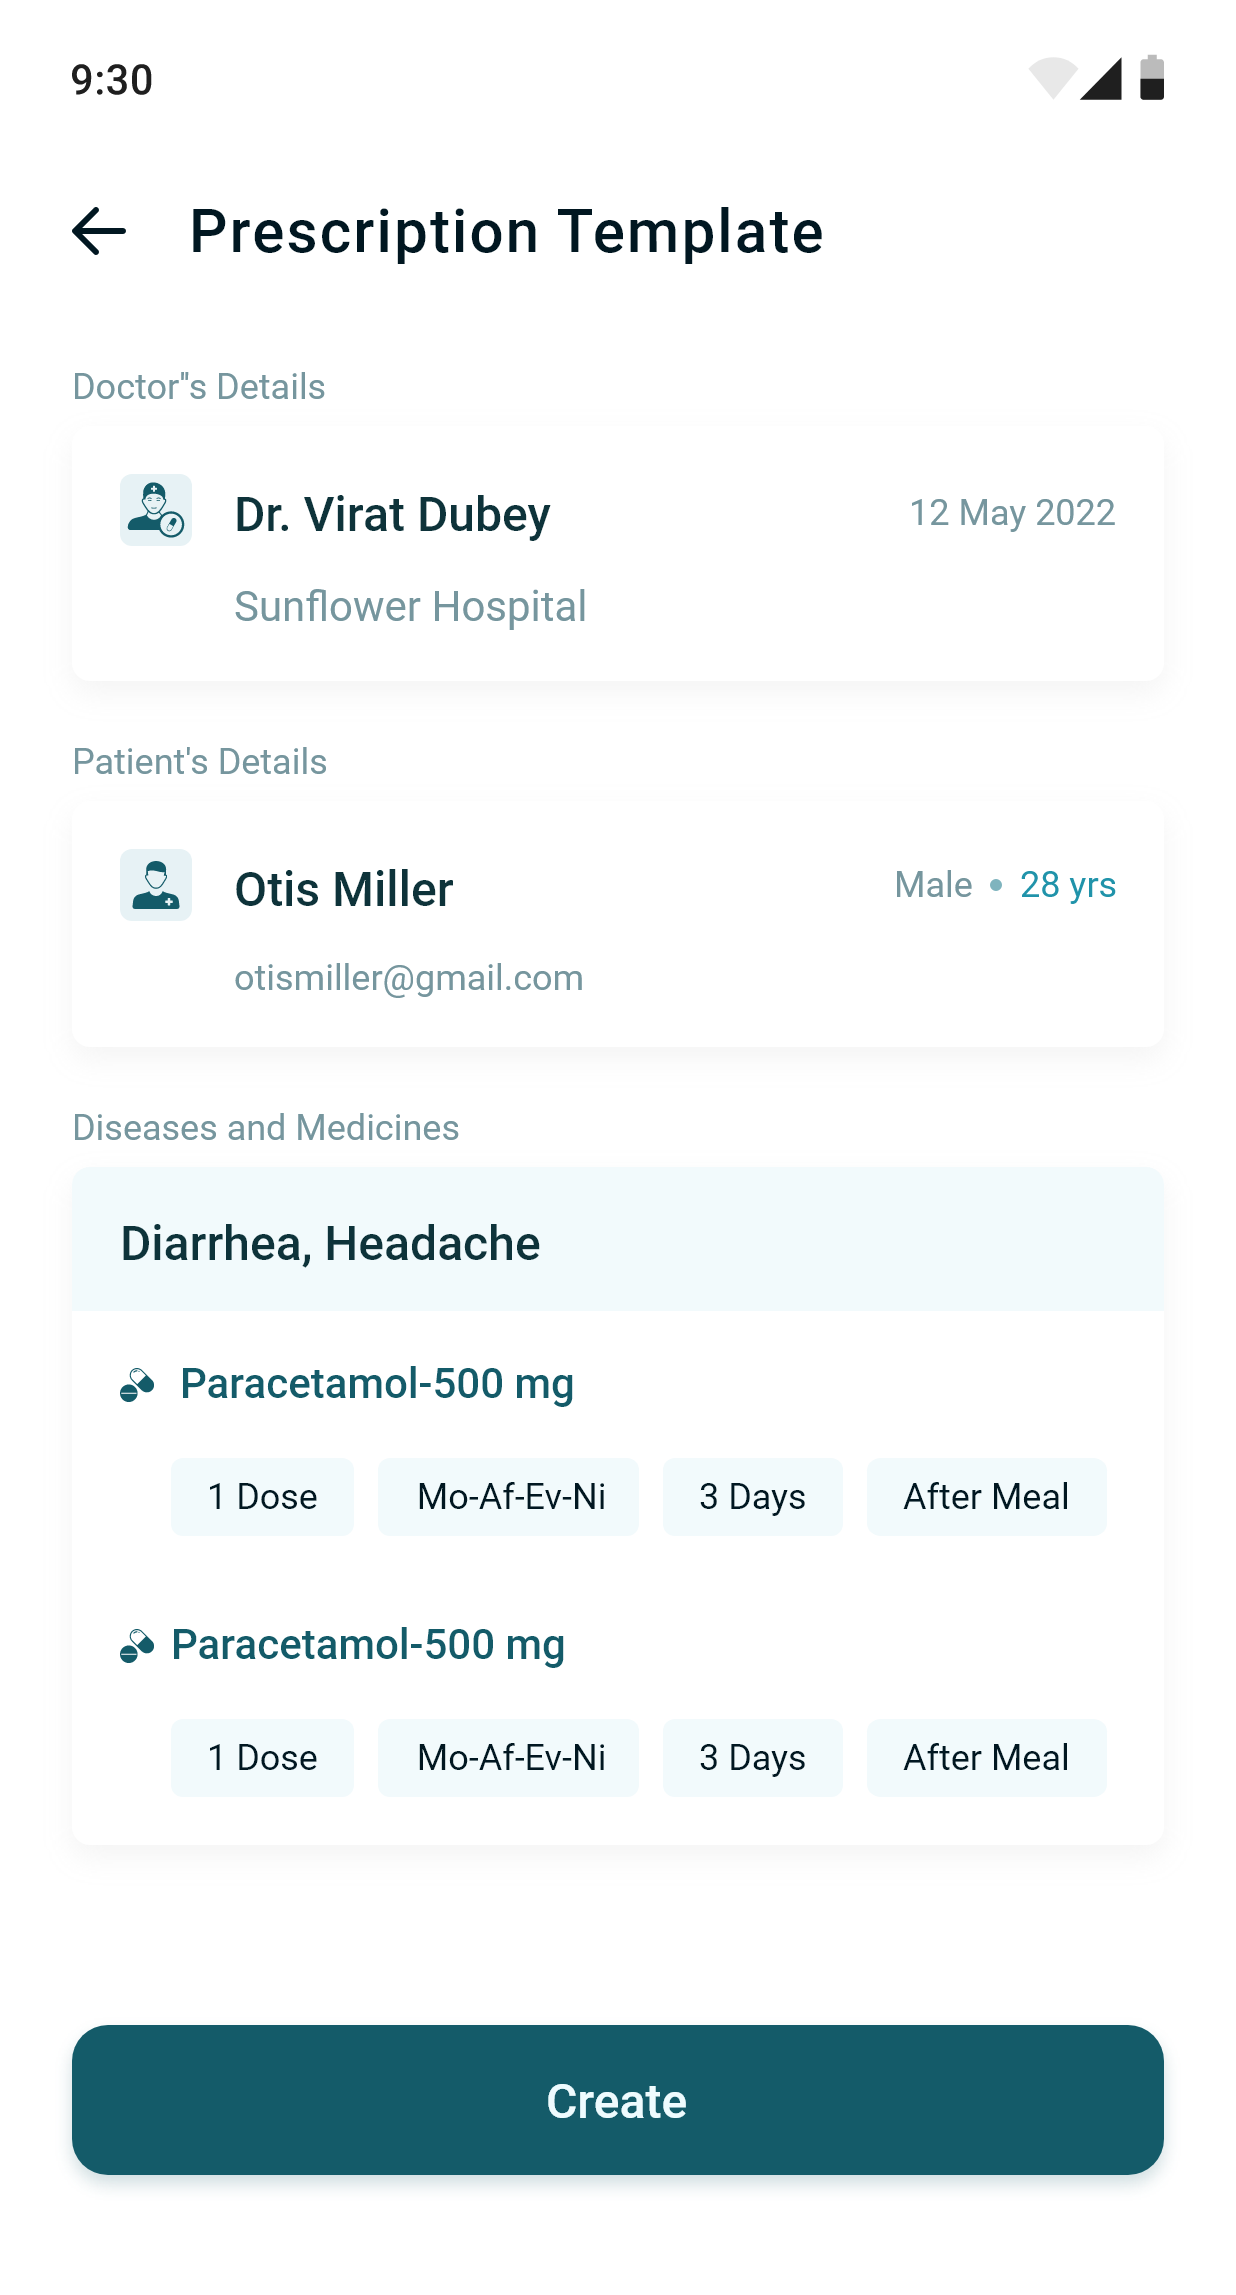 9:30
Prescription Template
Doctor"s Details
Dr. Virat Dubey
12 May 2022
Sunflower Hospital
Patient's Details
Otis Miller
Male • 28 yrs
otismiller@gmail.com
Diseases and Medicines
Diarrhea, Headache
Paracetamol-500 mg
1 Dose Mo-Af-Ev-Ni 3 Days After Meal
Paracetamol-500 mg
1 Dose Mo-Af-Ev-Ni 3 Days After Meal
Create